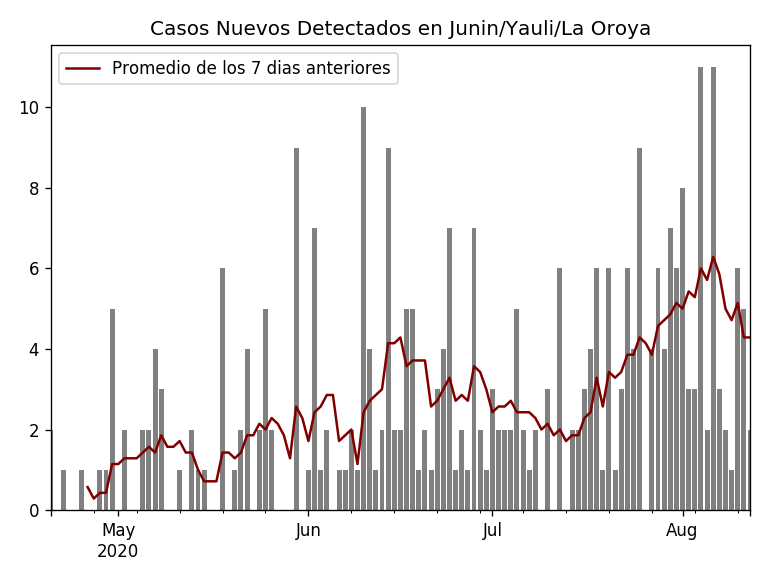 Casos Nuevos Detectados en Junin/Yauli/La Oroya
Promedio de los 7 dias anteriores
10
8
6
4
2
0
May Jun Jul Aug
2020